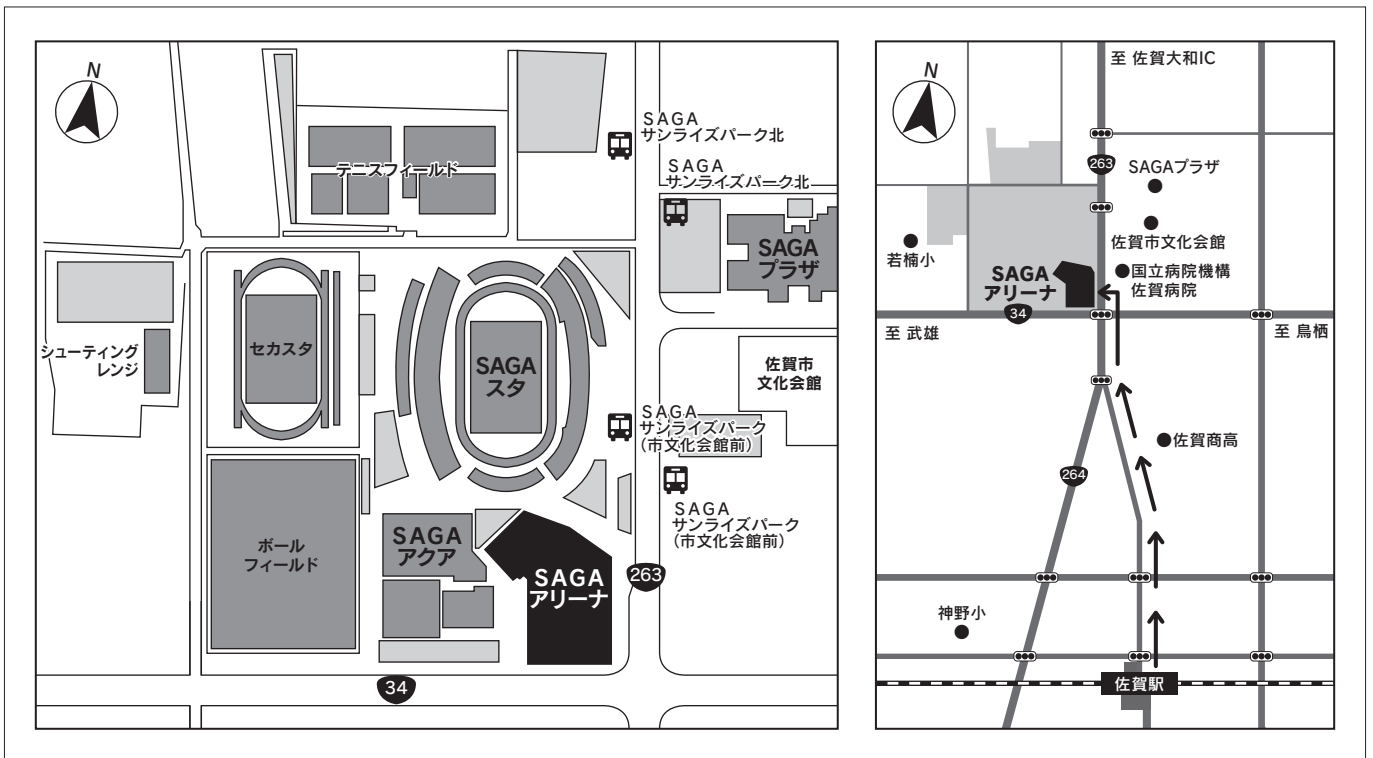 N
SAGA
サンライズパーク北
SAGA
サンライズパーク北
テニスフィールド
SAGA
プラザ
シューティング
レンジ
セカスタ
SAGA
スタ
佐賀市
文化会館
SAGA
サンライズパーク
（市文化会館前）
SAGA
サンライズパーク
（市文化会館前）
ボール
フィールド
SAGA
アクア
SAGA
アリーナ
263
34
N
至 佐賀大和IC
263
SAGAプラザ
佐賀市文化会館
若楠小
国立病院機構
佐賀病院
SAGA
アリーナ
34
至 武雄
至 鳥栖
佐賀商高
264
神野小
佐賀駅